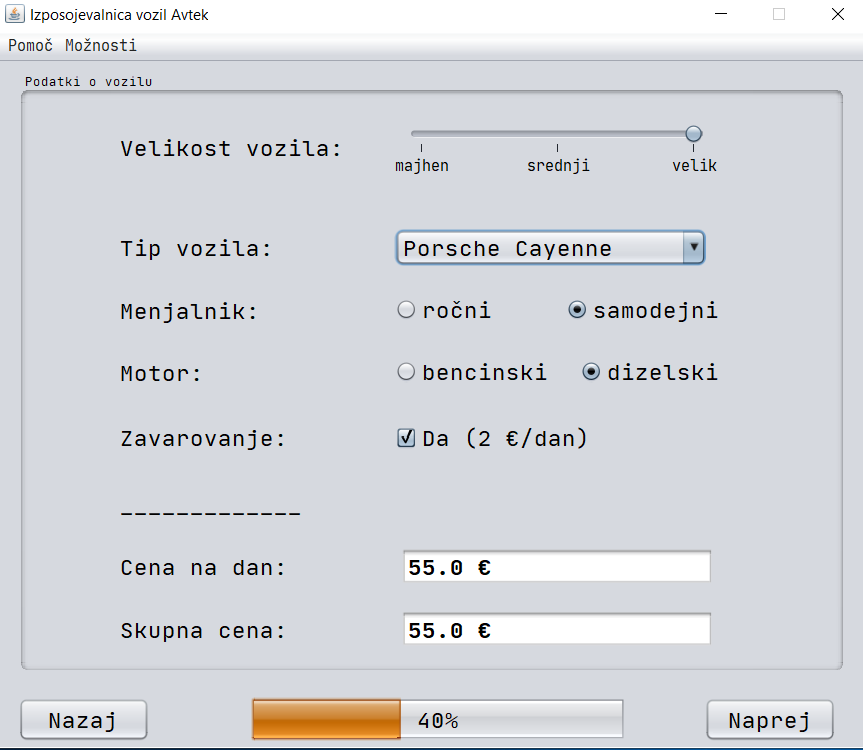 Izposojevalnica vozil Avtek
Pomoč Možnosti
Podatki o vozilu
Velikost vozila:
majhen srednji velik
Tip vozila: Porsche Cayenne
Menjalnik: ročni samodejni
Motor: bencinski dizelski
Zavarovanje: Da (2 €/dan)
_____________
Cena na dan: 55.0 €
Skupna cena: 55.0 €
Nazaj 40% Naprej